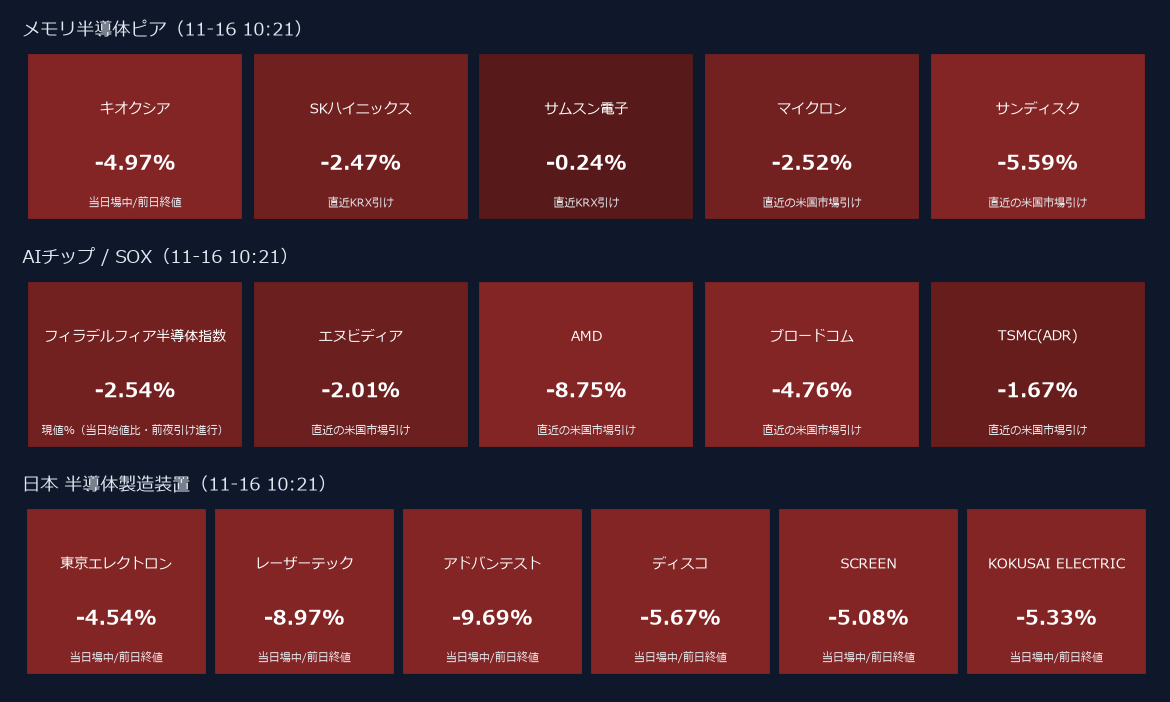 メモリ半導体ピア（11-16 10:21）
キオクシア
-4.97%
当日場中/前日終値
SKハイニックス
-2.47%
直近KRX引け
サムスン電子
-0.24%
直近KRX引け
マイクロン
-2.52%
直近の米国市場引け
サンディスク
-5.59%
直近の米国市場引け
AIチップ / SOX（11-16 10:21）
フィラデルフィア半導体指数
-2.54%
現値%（当日始値比・前夜引け進行）
エヌビディア
-2.01%
直近の米国市場引け
AMD
-8.75%
直近の米国市場引け
ブロードコム
-4.76%
直近の米国市場引け
TSMC(ADR)
-1.67%
直近の米国市場引け
日本 半導体製造装置（11-16 10:21）
東京エレクトロン
-4.54%
当日場中/前日終値
レーザーテック
-8.97%
当日場中/前日終値
アドバンテスト
-9.69%
当日場中/前日終値
ディスコ
-5.67%
当日場中/前日終値
SCREEN
-5.08%
当日場中/前日終値
KOKUSAI ELECTRIC
-5.33%
当日場中/前日終値